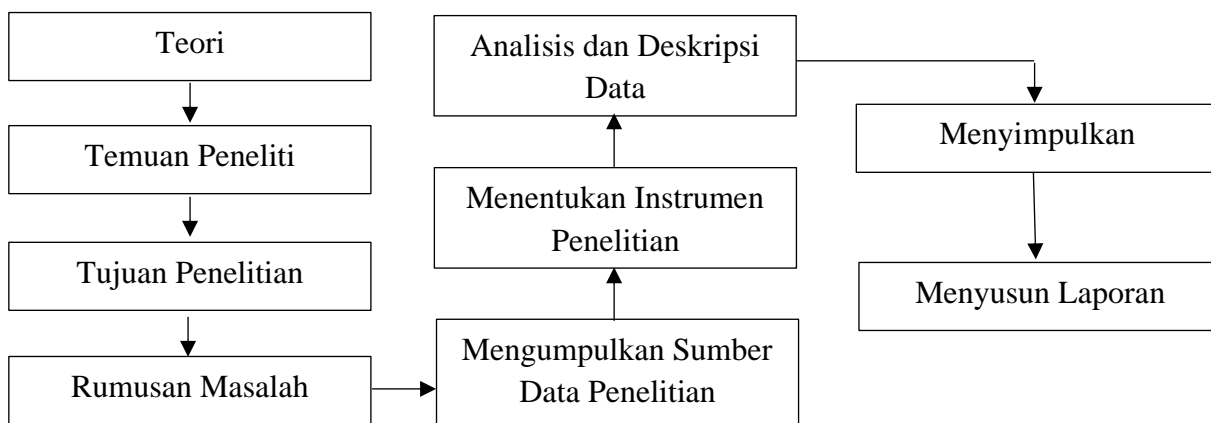 Teori
Temuan Peneliti
Tujuan Penelitian
Rumusan Masalah
Mengumpulkan Sumber
Data Penelitian
Menentukan Instrumen
Penelitian
Analisis dan Deskripsi
Data
Menyimpulkan
Menyusun Laporan